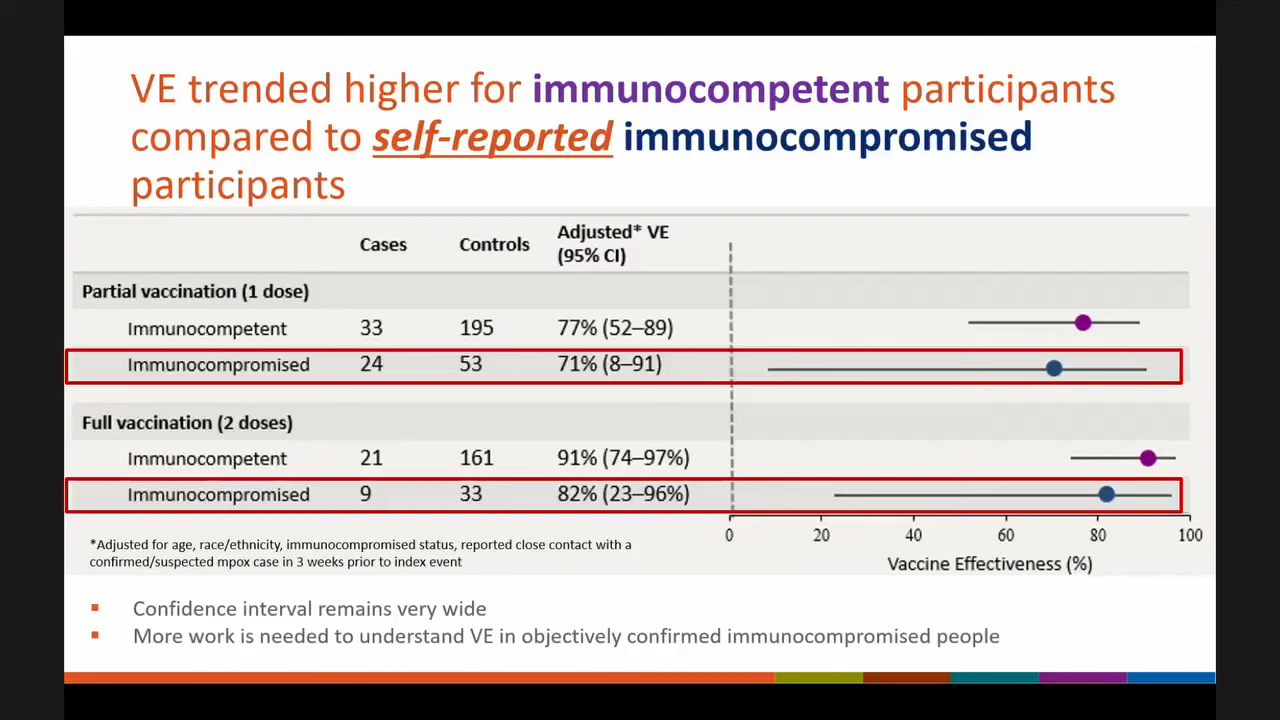 VE trended higher for immunocompetent participants
compared to self-reported immunocompromised
participants
Cases Controls Adjusted* VE
(95% CI)
Partial vaccination (1 dose)
Immunocompetent 33 195 77% (52–89)
Immunocompromised 24 53 71% (8–91)
Full vaccination (2 doses)
Immunocompetent 21 161 91% (74–97%)
Immunocompromised 9 33 82% (23–96%)
0 20 40 60 80 100
Vaccine Effectiveness (%)
*Adjusted for age, race/ethnicity, immunocompromised status, reported close contact with a
confirmed/suspected mpox case in 3 weeks prior to index event
Confidence interval remains very wide
More work is needed to understand VE in objectively confirmed immunocompromised people